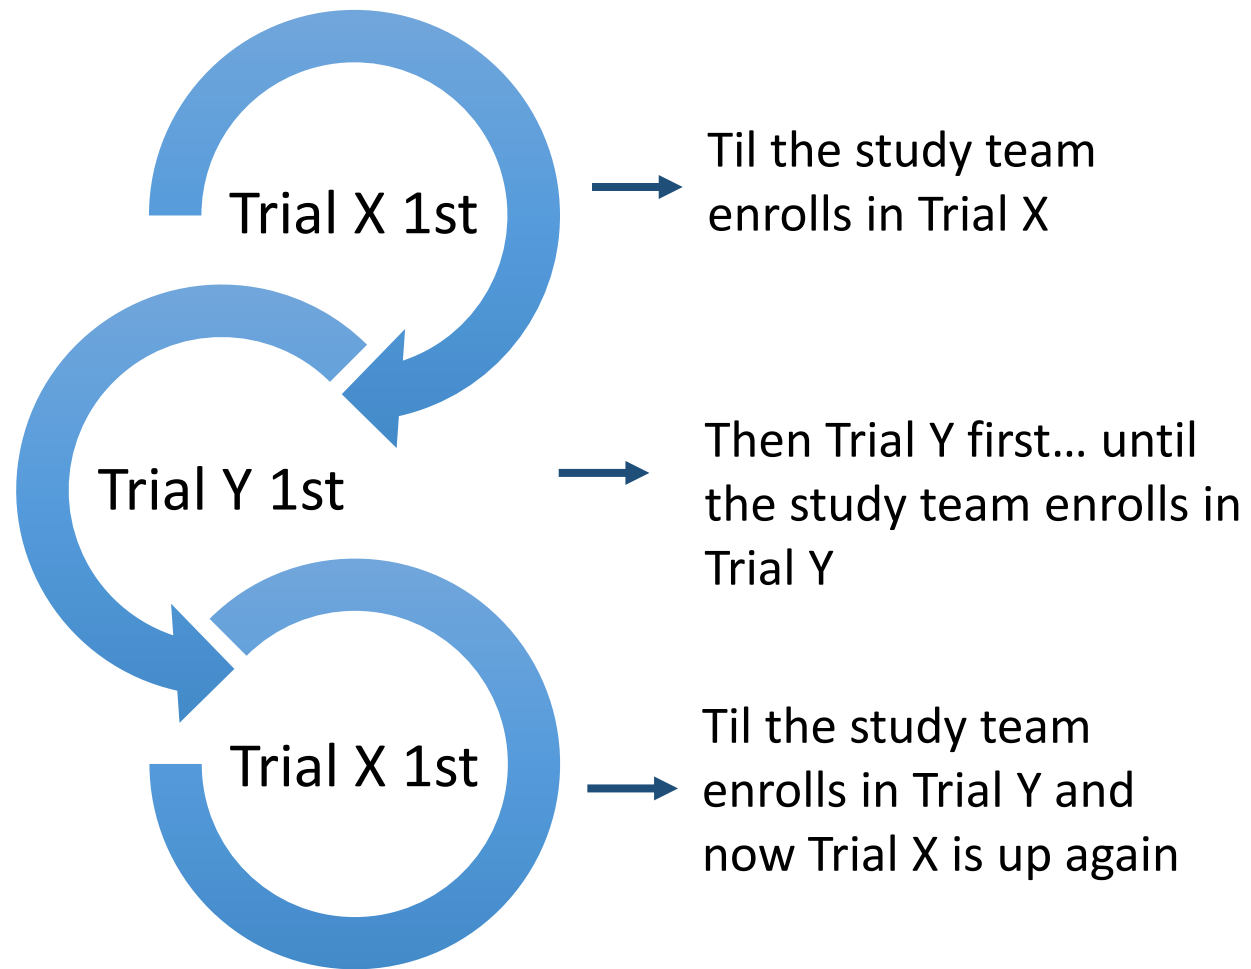 Trial X 1st
Til the study team
enrolls in Trial X
Trial Y 1st
Then Trial Y first... until
the study team enrolls in
Trial Y
Trial X 1st
Til the study team
enrolls in Trial Y and
now Trial X is up again